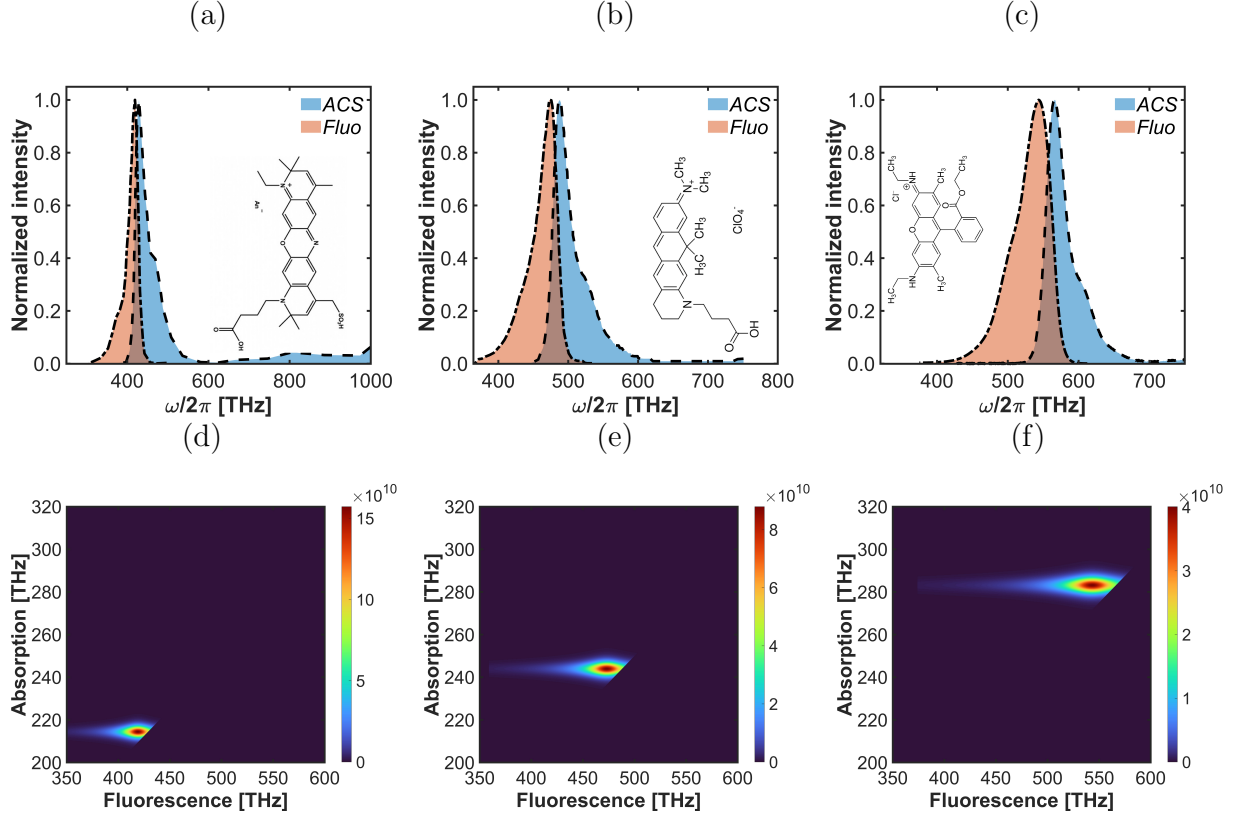 (a) (b) (c)
ACS
Fluo
Normalized intensity
1.0
0.8
0.6
0.4
0.2
0.0
400 600 800 1000
ω/2π [THz]
N
+
An
-
O
N
N
O
OH
SO₃H
ACS
Fluo
Normalized intensity
1.0
0.8
0.6
0.4
0.2
0.0
400 500 600 700 800
ω/2π [THz]
CH3
N+
CH3
ClO4-
CH3
CH3
N
O
OH
ACS
Fluo
Normalized intensity
1.0
0.8
0.6
0.4
0.2
0.0
400 500 600 700
ω/2π [THz]
CH3
NH
+
Cl-
CH3
CH3
O
O
O
HN
H3C
H3C
(d) (e) (f)
×10^10
320
300
280
260
240
220
200
Absorption [THz]
350 400 450 500 550 600
Fluorescence [THz]
15
10
5
0
×10^10
320
300
280
260
240
220
200
Absorption [THz]
350 400 450 500 550 600
Fluorescence [THz]
8
6
4
2
0
×10^10
320
300
280
260
240
220
200
Absorption [THz]
350 400 450 500 550 600
Fluorescence [THz]
4
3
2
1
0